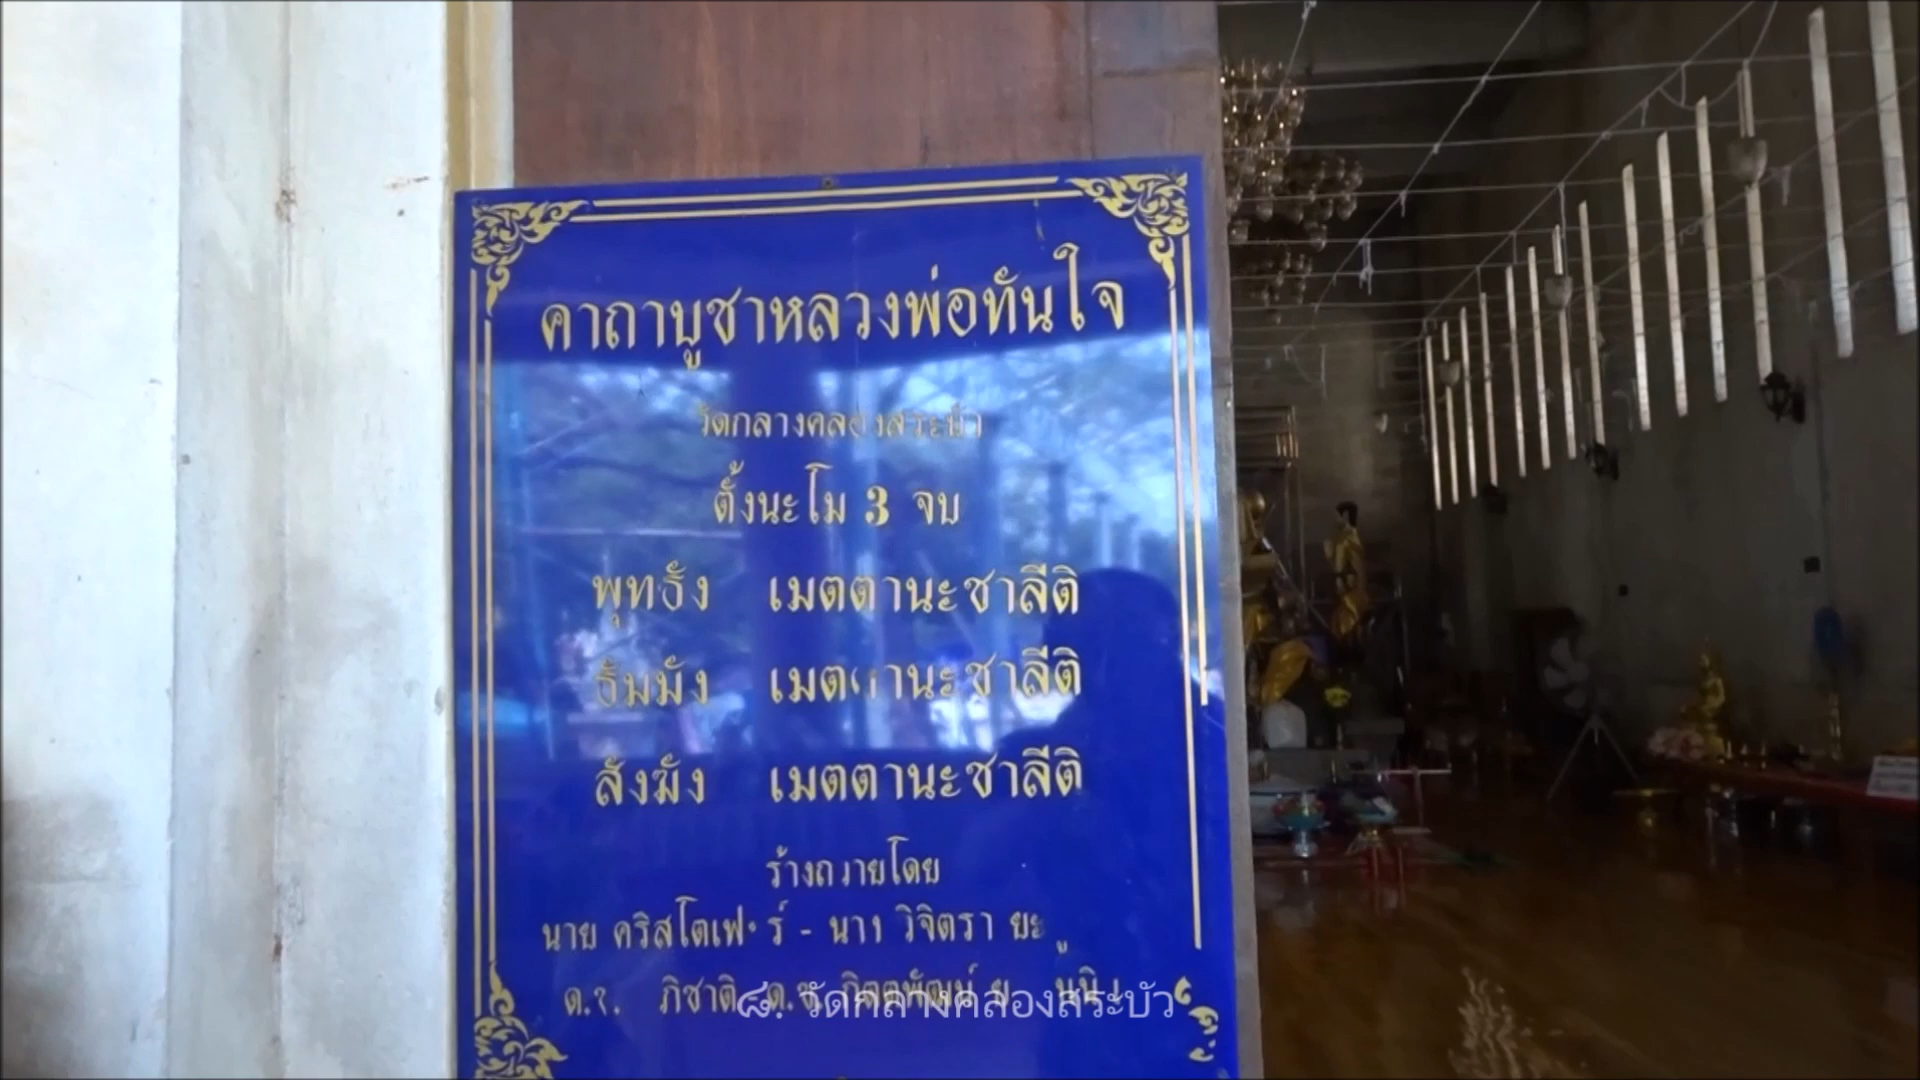 คาถาบูชาหลวงพ่อทันใจ
วัดกลางคลองสระบัว
ตั้งนะโม 3 จบ
พุทธัง เมตตานะชาลีติ
ธัมมัง เมตตานะชาลีติ
สังฆัง เมตตานะชาลีติ
ร้างถวายโดย
นาย คริสโตเฟอร์ - นาง วิจิตรา
ด.ช. ภิชาติ ด.ช.
๘. วัดกลางคลองสระบัว